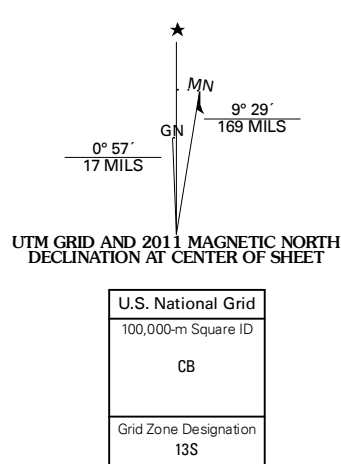 ★
MN
9° 29´
169 MILS
GN
0° 57´
17 MILS
UTM GRID AND 2011 MAGNETIC NORTH
DECLINATION AT CENTER OF SHEET
U.S. National Grid
100,000-m Square ID
CB
Grid Zone Designation
13S